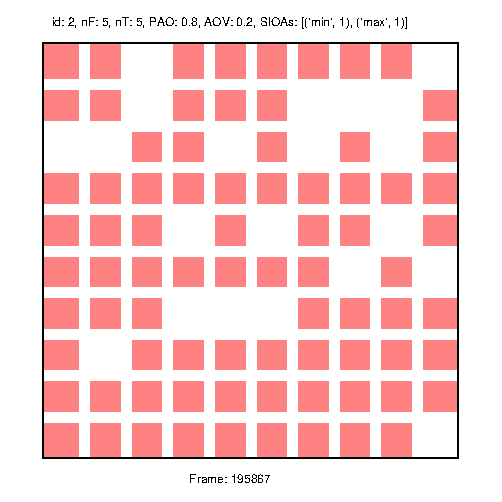 id: 2, nF: 5, nT: 5, PAO: 0.8, AOV: 0.2, SIOAs: [('min', 1), ('max', 1)]
Frame: 195867